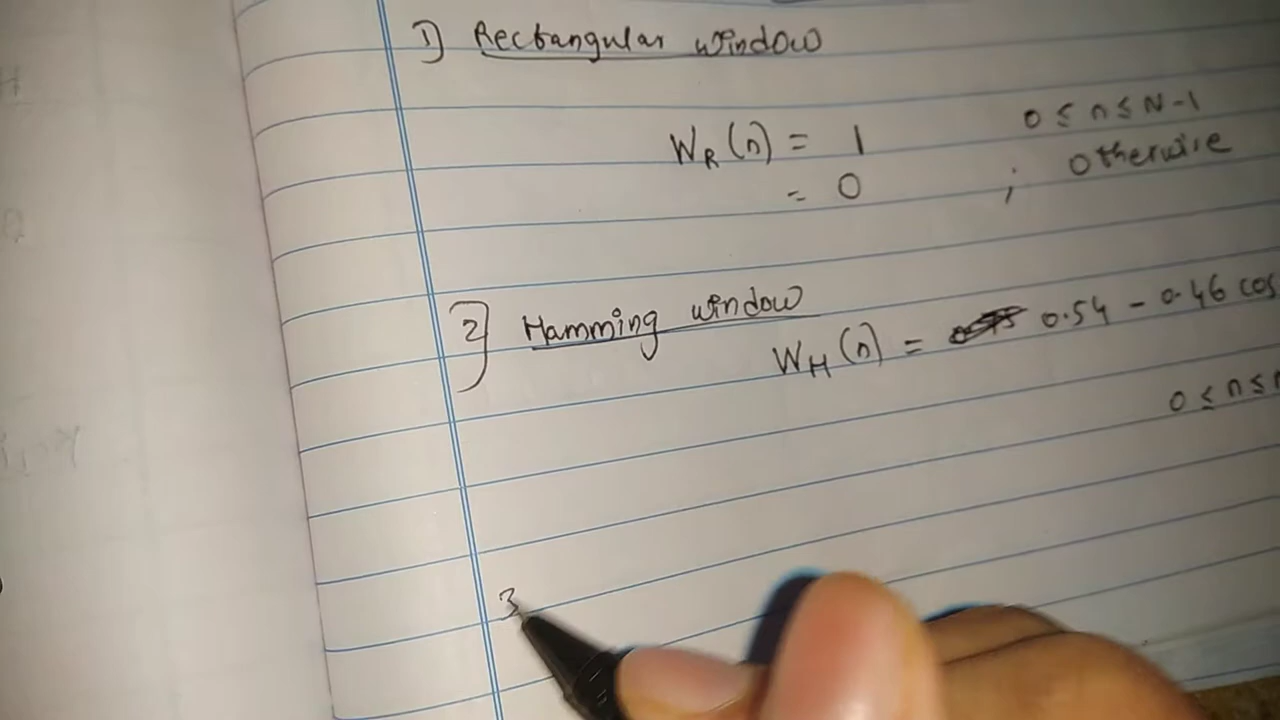 1) Rectangular window
W_R(n) = 1 0 ≤ n ≤ N-1
= 0 ; otherwise
2) Hamming window
W_H(n) = 0.54 - 0.46 cos
0 ≤ n ≤
3